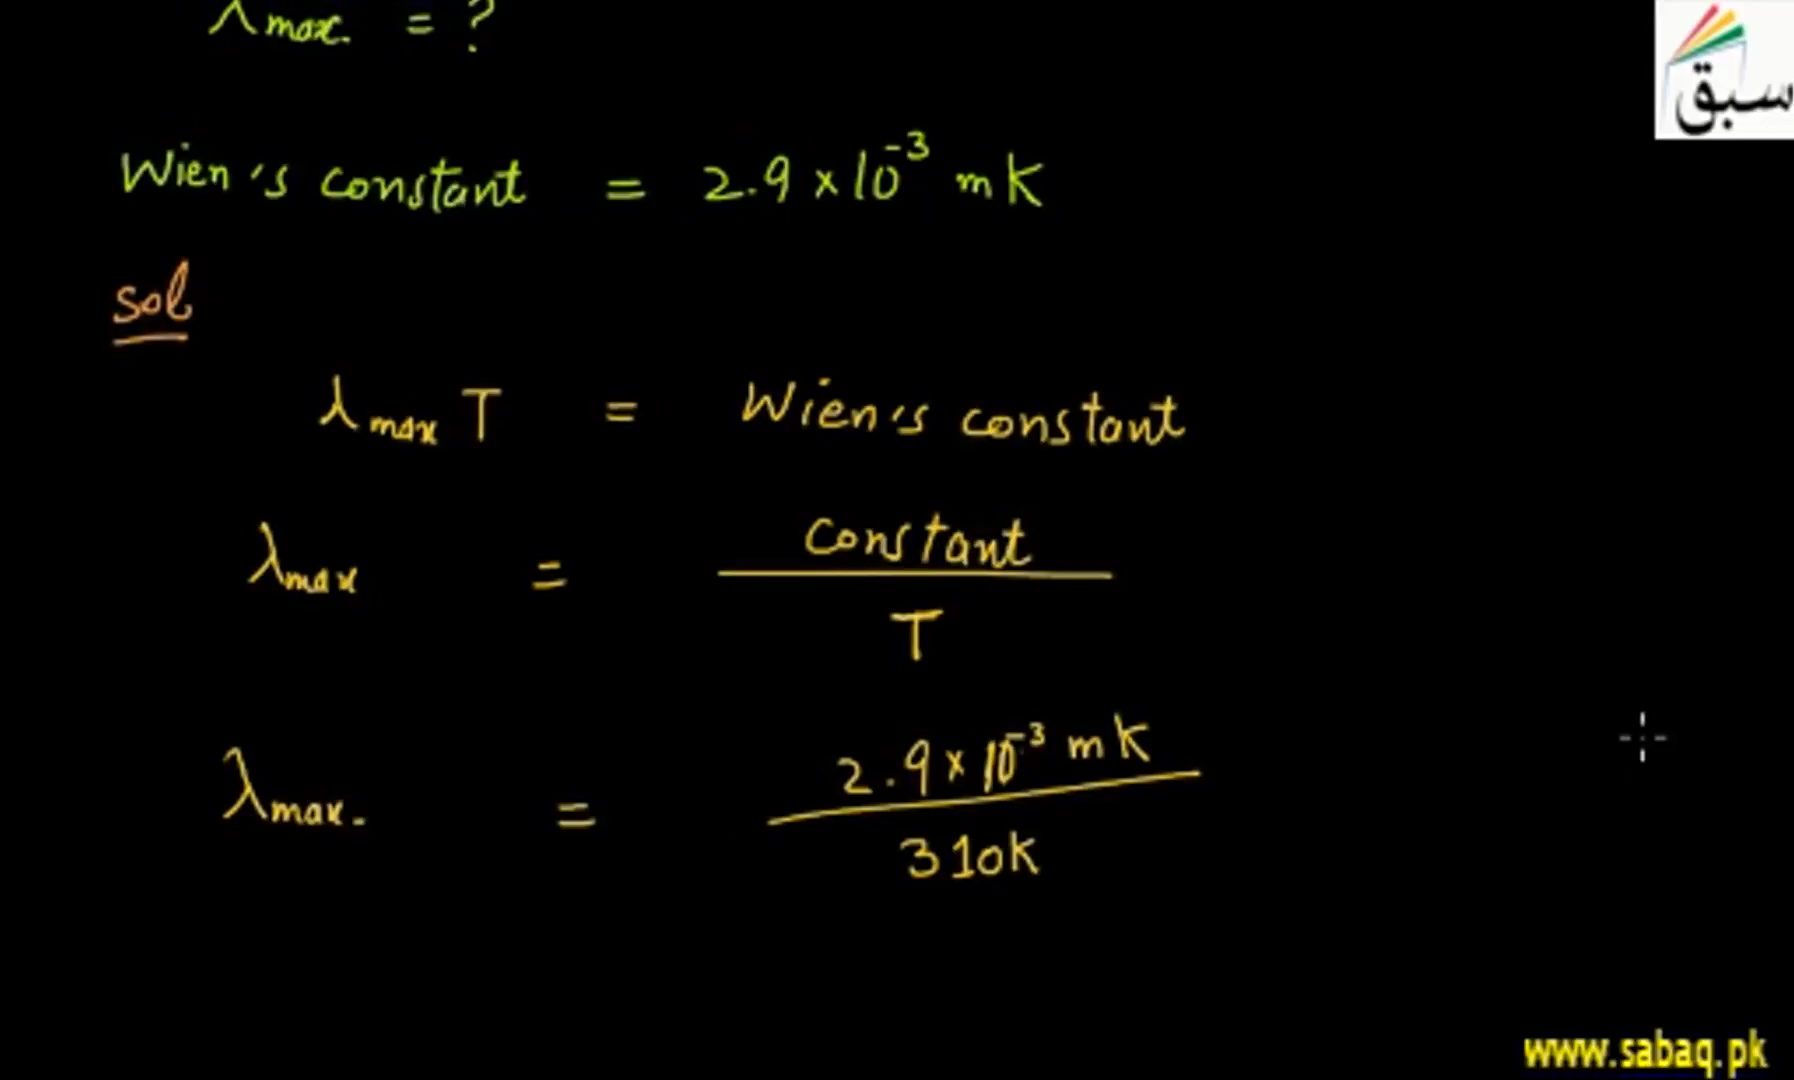 λmax. = ?
سبق
Wien's constant = 2.9 × 10⁻³ mK
sol
λmax T = Wien's constant
λmax = constant / T
λmax. = 2.9 × 10⁻³ mK / 310K
www.sabaq.pk